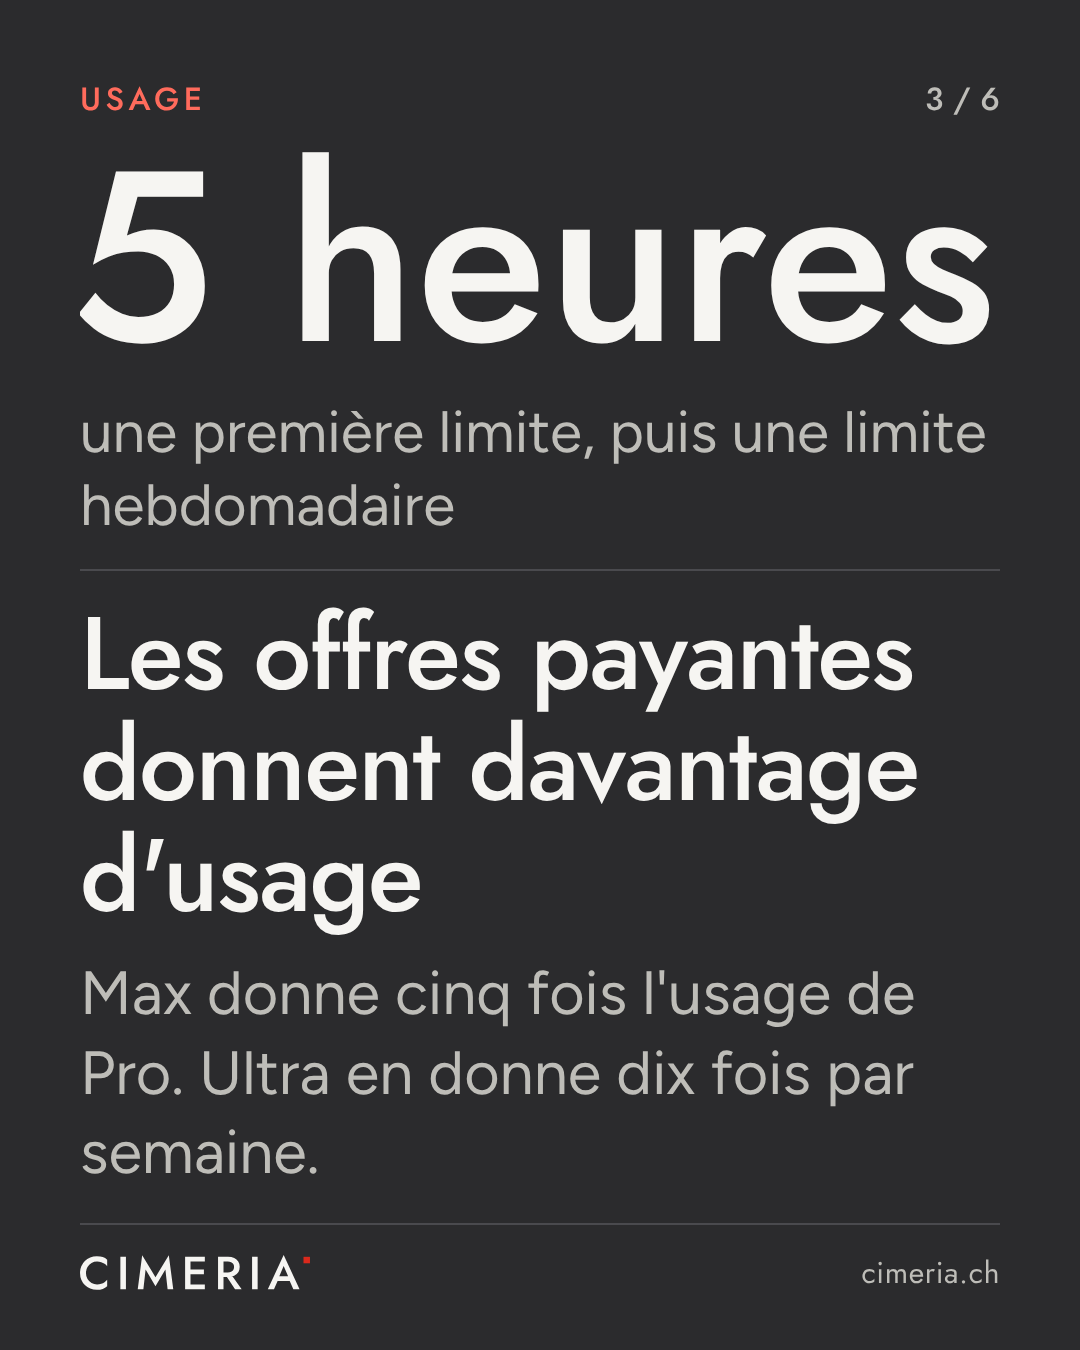 USAGE
3 / 6
5 heures
une première limite, puis une limite
hebdomadaire
Les offres payantes
donnent davantage
d'usage
Max donne cinq fois l'usage de
Pro. Ultra en donne dix fois par
semaine.
CIMERIA
cimeria.ch